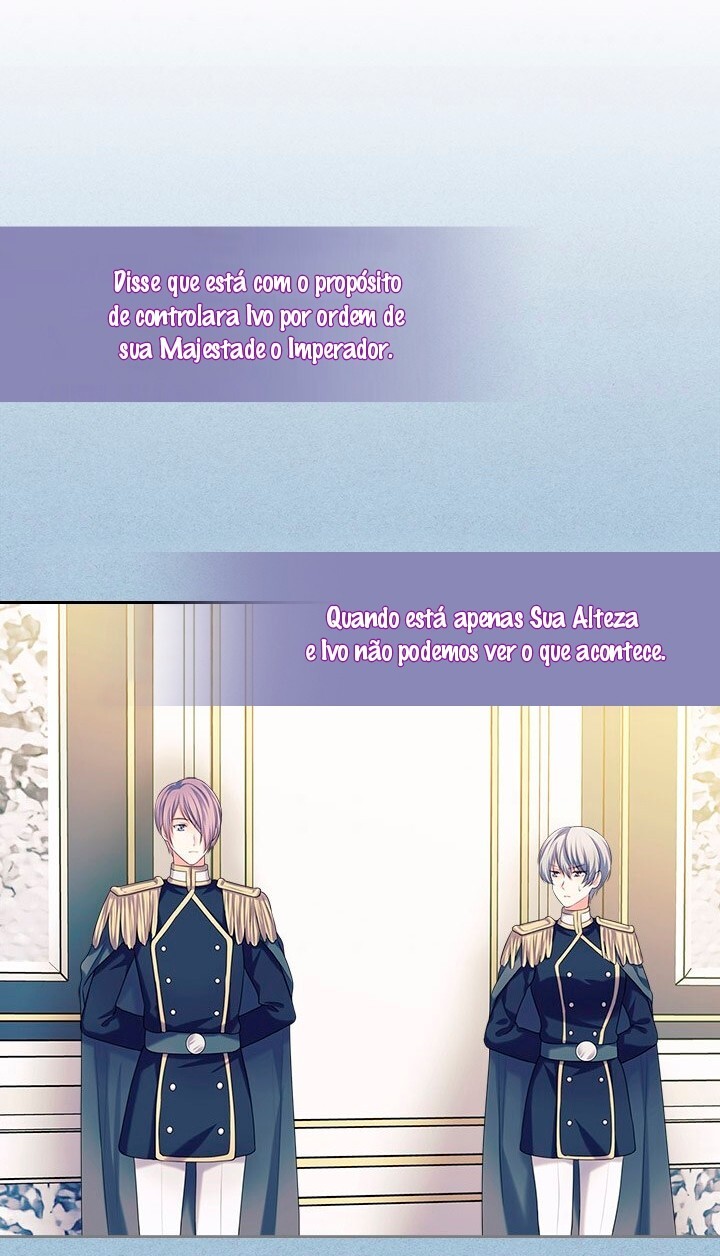 Disse que está com o propósito
de controlara Ivo por ordem de
sua Majestade o Imperador.
Quando está apenas Sua Alteza
e Ivo não podemos ver o que acontece.